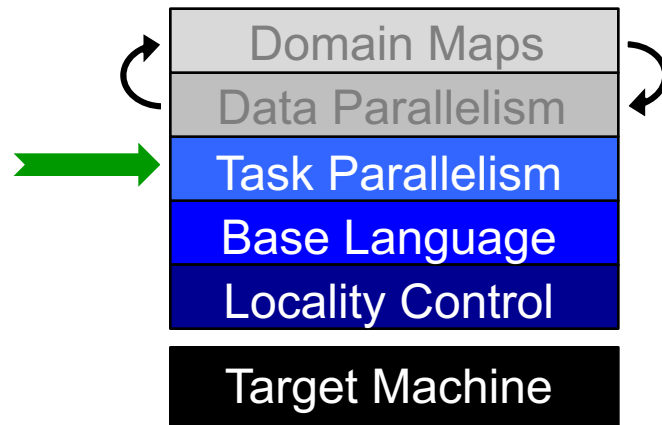 Domain Maps
Data Parallelism
Task Parallelism
Base Language
Locality Control
Target Machine